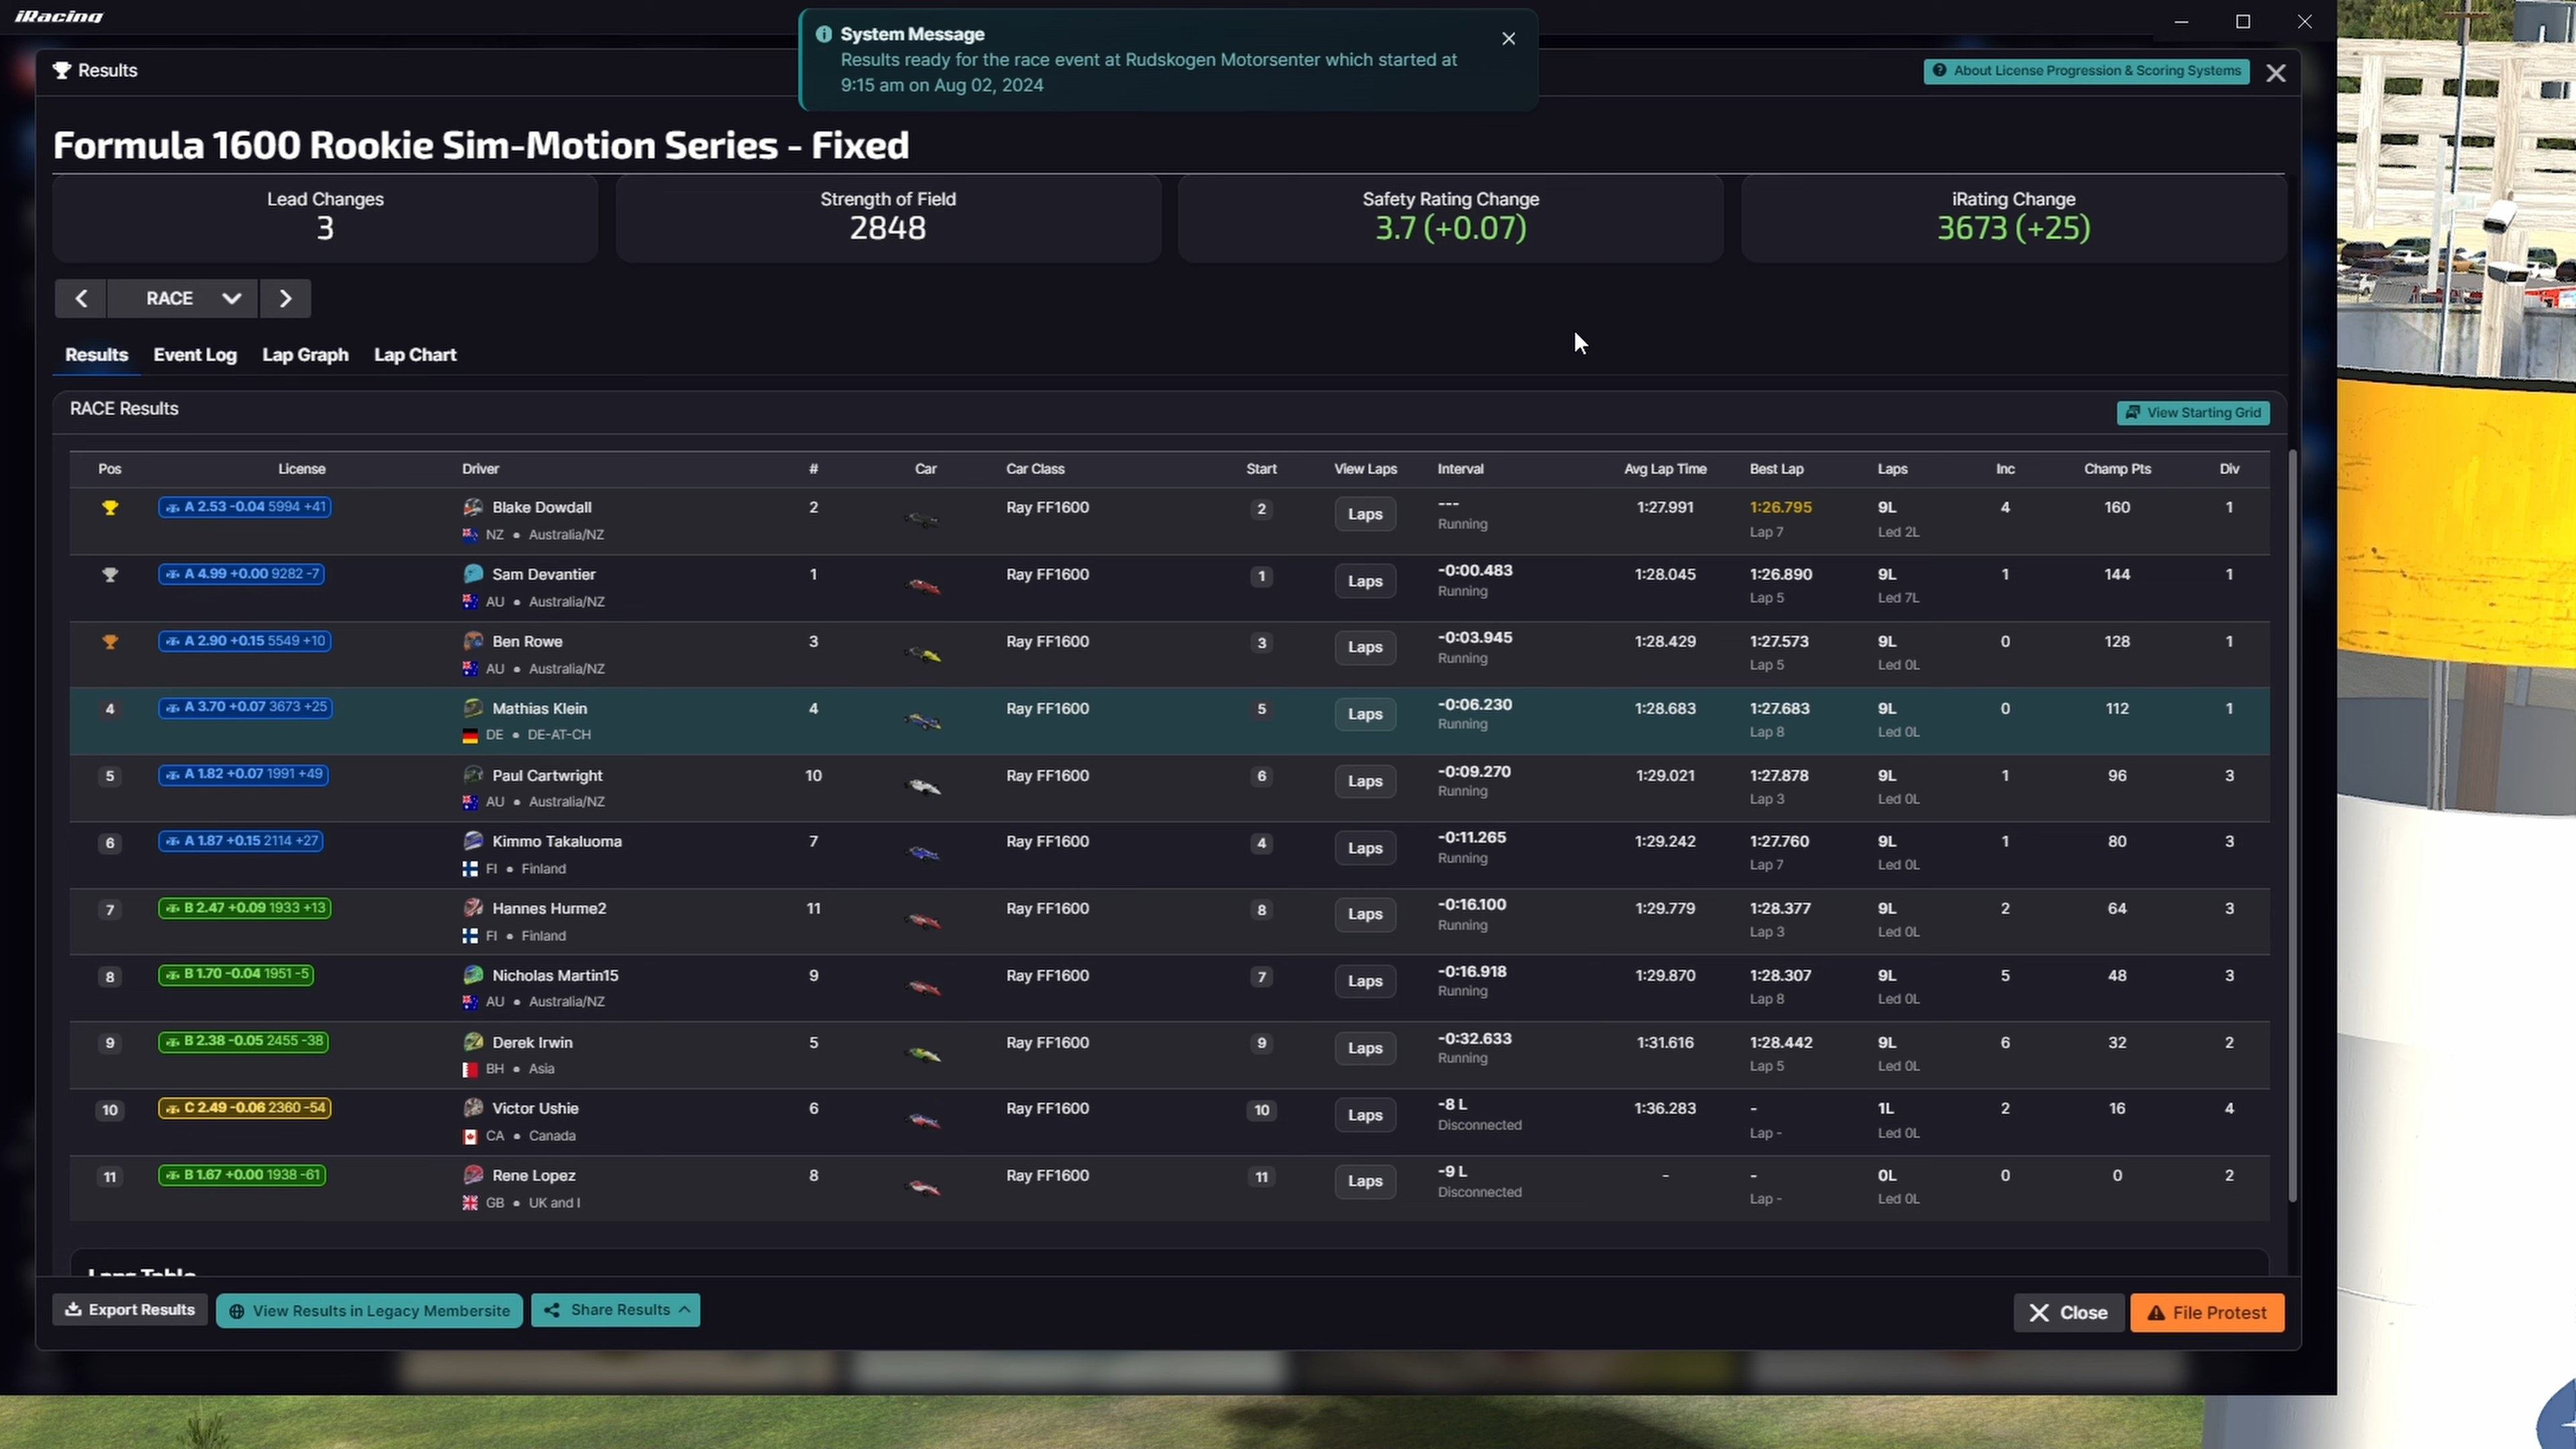 iRacing
System Message
Results ready for the race event at Rudskogen Motorsenter which started at
9:15 am on Aug 02, 2024
Results
About License Progression & Scoring Systems
Formula 1600 Rookie Sim-Motion Series - Fixed
Lead Changes Strength of Field Safety Rating Change iRating Change
3 2848 3.7 (+0.07) 3673 (+25)
RACE
Results Event Log Lap Graph Lap Chart
RACE Results View Starting Grid
Pos License Driver # Car Car Class Start View Laps Interval Avg Lap Time Best Lap Laps Inc Champ Pts Div
A 2.53 -0.04 5994 +41 Blake Dowdall 2 Ray FF1600 2 Laps --- 1:27.991 1:26.795 9L 4 160 1
NZ • Australia/NZ Running Lap 7 Led 2L
A 4.99 +0.00 9282 -7 Sam Devantier 1 Ray FF1600 1 Laps -0:00.483 1:28.045 1:26.890 9L 1 144 1
AU • Australia/NZ Running Lap 5 Led 7L
A 2.90 +0.15 5549 +10 Ben Rowe 3 Ray FF1600 3 Laps -0:03.945 1:28.429 1:27.573 9L 0 128 1
AU • Australia/NZ Running Lap 5 Led 0L
4 A 3.70 +0.07 3673 +25 Mathias Klein 4 Ray FF1600 5 Laps -0:06.230 1:28.683 1:27.683 9L 0 112 1
DE • DE-AT-CH Running Lap 8 Led 0L
5 A 1.82 +0.07 1991 +49 Paul Cartwright 10 Ray FF1600 6 Laps -0:09.270 1:29.021 1:27.878 9L 1 96 3
AU • Australia/NZ Running Lap 3 Led 0L
6 A 1.87 +0.15 2114 +27 Kimmo Takaluoma 7 Ray FF1600 4 Laps -0:11.265 1:29.242 1:27.760 9L 1 80 3
FI • Finland Running Lap 7 Led 0L
7 B 2.47 +0.09 1933 +13 Hannes Hurme2 11 Ray FF1600 8 Laps -0:16.100 1:29.779 1:28.377 9L 2 64 3
FI • Finland Running Lap 3 Led 0L
8 B 1.70 -0.04 1951 -5 Nicholas Martin15 9 Ray FF1600 7 Laps -0:16.918 1:29.870 1:28.307 9L 5 48 3
AU • Australia/NZ Running Lap 8 Led 0L
9 B 2.38 -0.05 2455 -38 Derek Irwin 5 Ray FF1600 9 Laps -0:32.633 1:31.616 1:28.442 9L 6 32 2
BH • Asia Running Lap 5 Led 0L
10 C 2.49 -0.06 2360 -54 Victor Ushie 6 Ray FF1600 10 Laps -8 L 1:36.283 - 1L 2 16 4
CA • Canada Disconnected Lap - Led 0L
11 B 1.67 +0.00 1938 -61 Rene Lopez 8 Ray FF1600 11 Laps -9 L - - 0L 0 0 2
GB • UK and I Disconnected Lap - Led 0L
Laps Table
Export Results View Results in Legacy Membersite Share Results Close File Protest